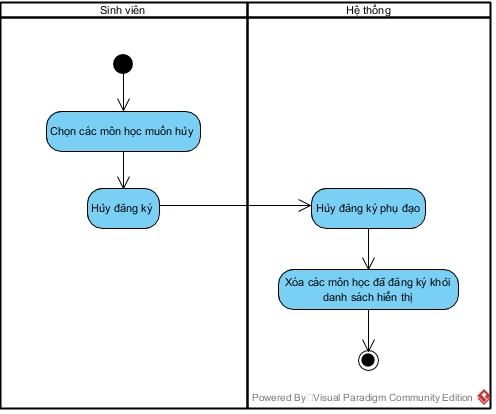 Sinh viên
Hệ thống
Chọn các môn học muốn hủy
Hủy đăng ký
Hủy đăng ký phụ đạo
Xóa các môn học đã đăng ký khỏi
danh sách hiển thị
Powered By Visual Paradigm Community Edition